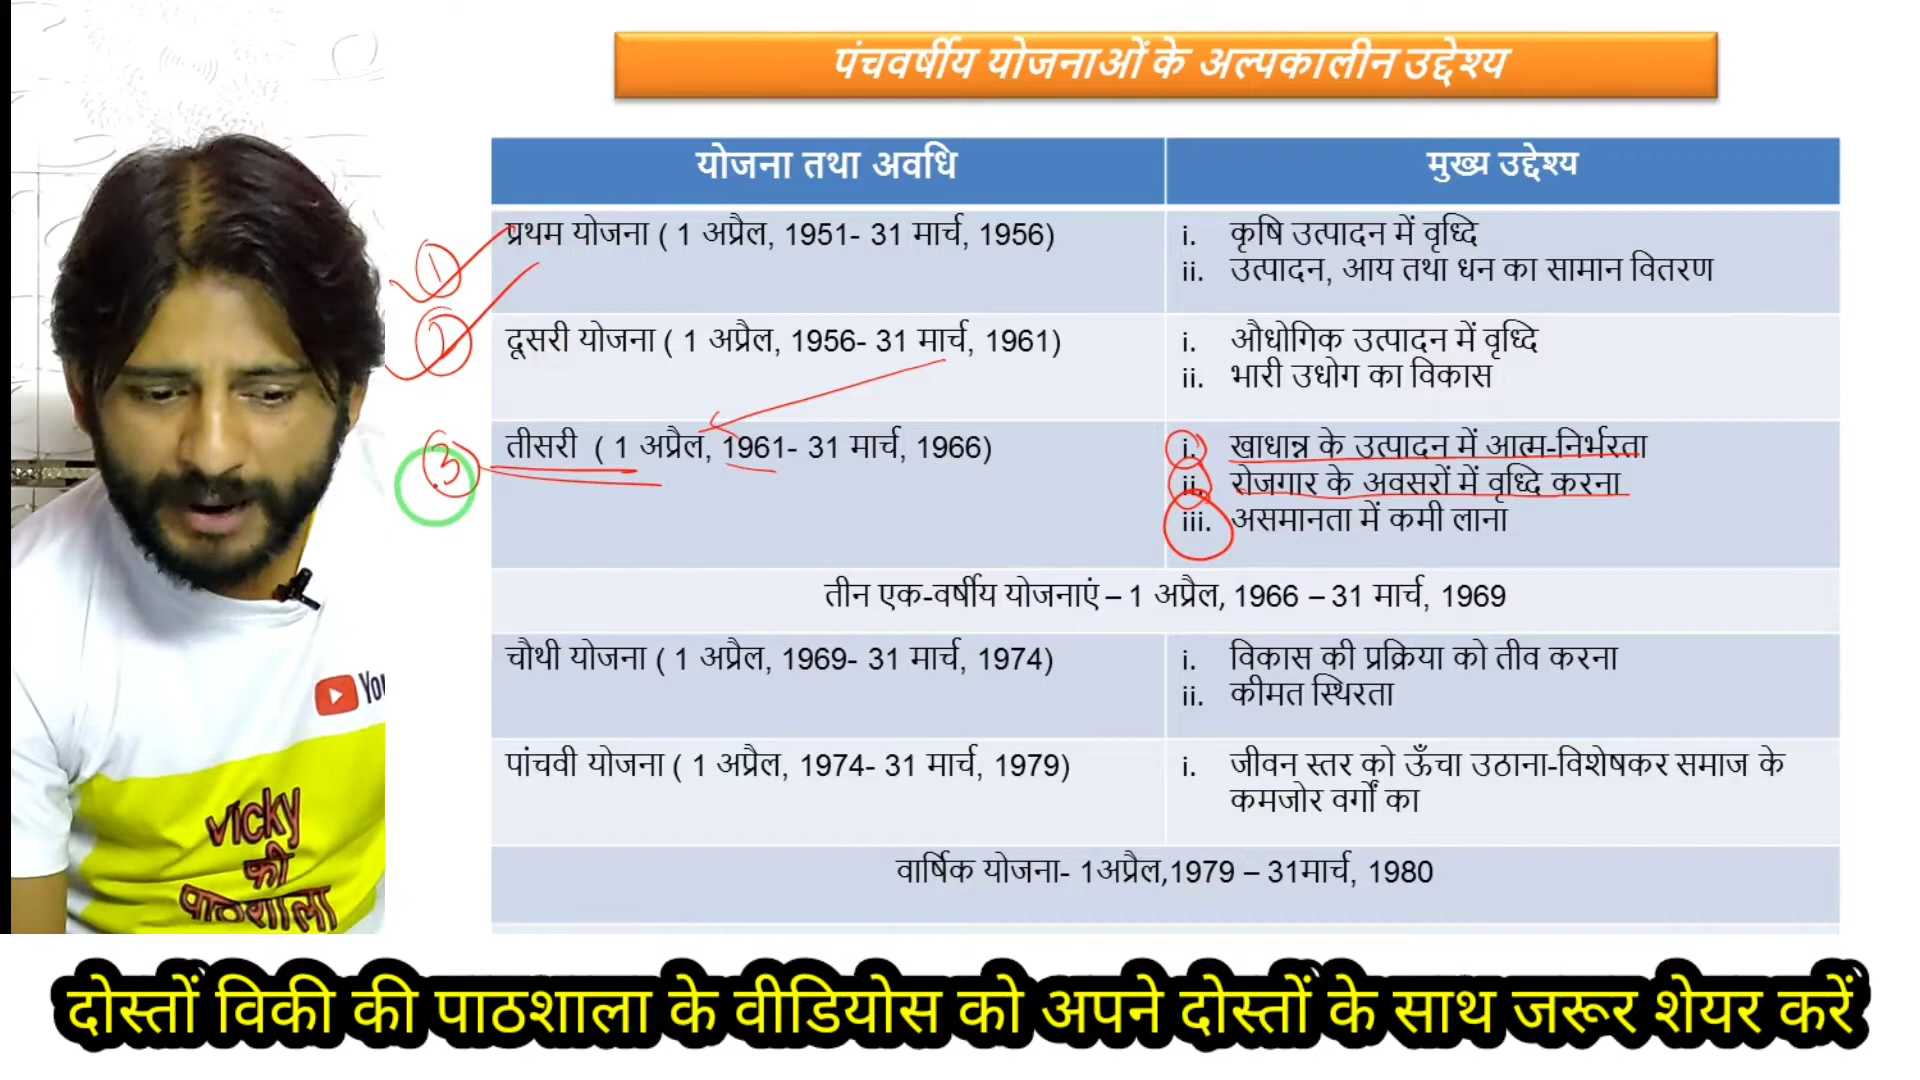 पंचवर्षीय योजनाओं के अल्पकालीन उद्देश्य
योजना तथा अवधि
मुख्य उद्देश्य
प्रथम योजना ( 1 अप्रैल, 1951- 31 मार्च, 1956)
i. कृषि उत्पादन में वृध्दि
ii. उत्पादन, आय तथा धन का सामान वितरण
दूसरी योजना ( 1 अप्रैल, 1956- 31 मार्च, 1961)
i. औधोगिक उत्पादन में वृध्दि
ii. भारी उधोग का विकास
तीसरी ( 1 अप्रैल, 1961- 31 मार्च, 1966)
i. खाधान्न के उत्पादन में आत्म-निर्भरता
ii. रोजगार के अवसरों में वृध्दि करना
iii. असमानता में कमी लाना
तीन एक-वर्षीय योजनाएं – 1 अप्रैल, 1966 – 31 मार्च, 1969
चौथी योजना ( 1 अप्रैल, 1969- 31 मार्च, 1974)
i. विकास की प्रक्रिया को तीव करना
ii. कीमत स्थिरता
पांचवी योजना ( 1 अप्रैल, 1974- 31 मार्च, 1979)
i. जीवन स्तर को ऊँचा उठाना-विशेषकर समाज के
कमजोर वर्गों का
वार्षिक योजना- 1अप्रैल,1979 – 31मार्च, 1980
1
2
3
You
vicky
की
पाठशाला
दोस्तों विकी की पाठशाला के वीडियोस को अपने दोस्तों के साथ जरूर शेयर करें